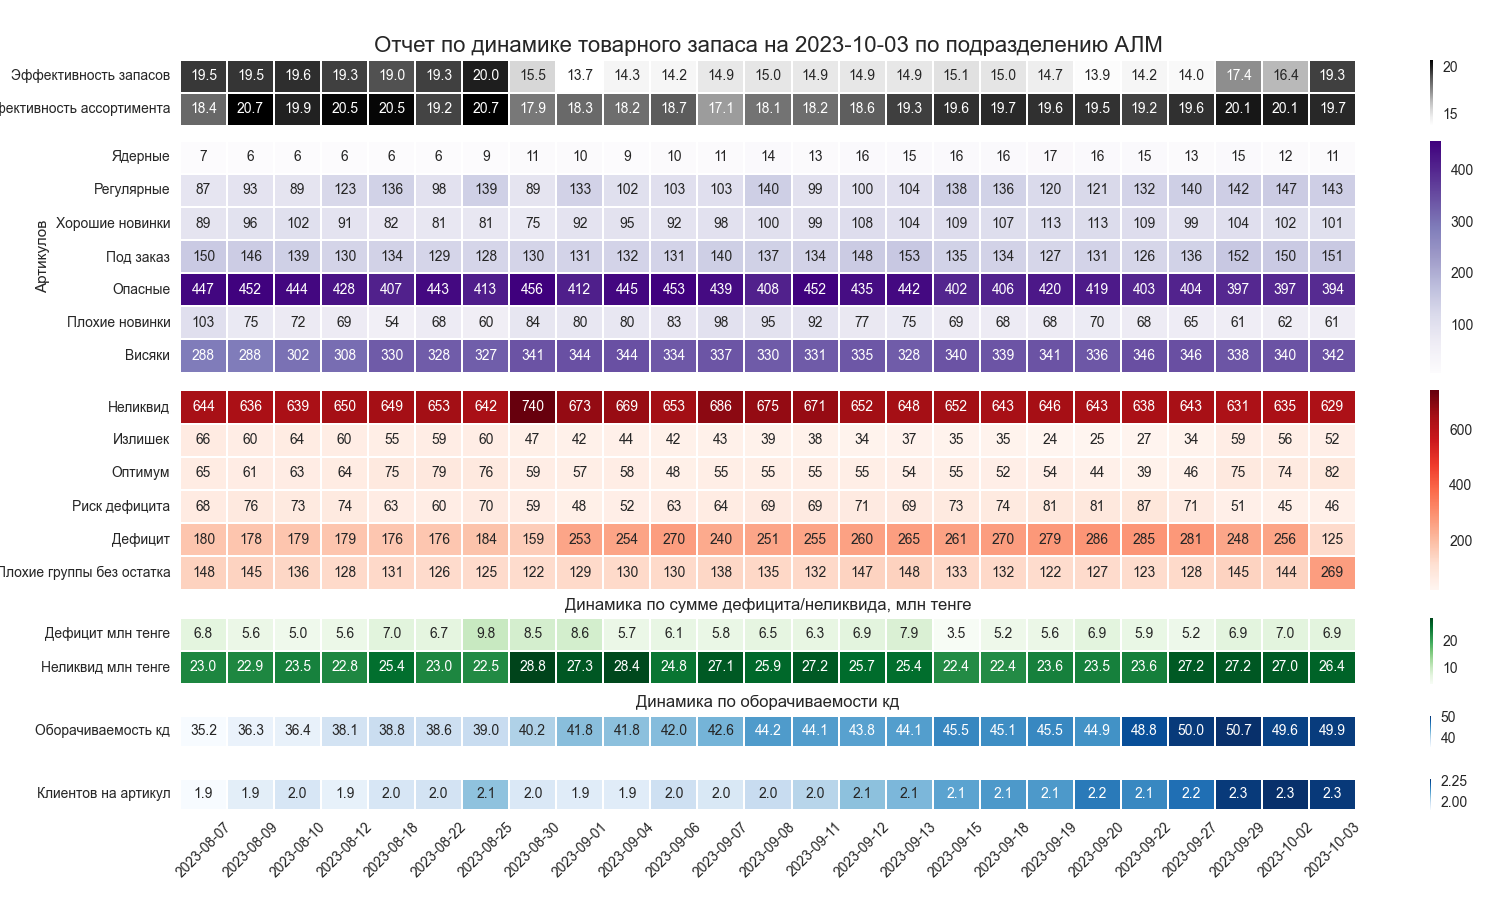 Отчет по динамике товарного запаса на 2023-10-03 по подразделению АЛМ
Эффективность запасов 19.5 19.5 19.6 19.3 19.0 19.3 20.0 15.5 13.7 14.3 14.2 14.9 15.0 14.9 14.9 14.9 15.1 15.0 14.7 13.9 14.2 14.0 17.4 16.4 19.3
фективность ассортимента 18.4 20.7 19.9 20.5 20.5 19.2 20.7 17.9 18.3 18.2 18.7 17.1 18.1 18.2 18.6 19.3 19.6 19.7 19.6 19.5 19.2 19.6 20.1 20.1 19.7
20
15
Артикулов
Ядерные 7 6 6 6 6 6 9 11 10 9 10 11 14 13 16 15 16 16 17 16 15 13 15 12 11
Регулярные 87 93 89 123 136 98 139 89 133 102 103 103 140 99 100 104 138 136 120 121 132 140 142 147 143
Хорошие новинки 89 96 102 91 82 81 81 75 92 95 92 98 100 99 108 104 109 107 113 113 109 99 104 102 101
Под заказ 150 146 139 130 134 129 128 130 131 132 131 140 137 134 148 153 135 134 127 131 126 136 152 150 151
Опасные 447 452 444 428 407 443 413 456 412 445 453 439 408 452 435 442 402 406 420 419 403 404 397 397 394
Плохие новинки 103 75 72 69 54 68 60 84 80 80 83 98 95 92 77 75 69 68 68 70 68 65 61 62 61
Висяки 288 288 302 308 330 328 327 341 344 344 334 337 330 331 335 328 340 339 341 336 346 346 338 340 342
400
300
200
100
Неликвид 644 636 639 650 649 653 642 740 673 669 653 686 675 671 652 648 652 643 646 643 638 643 631 635 629
Излишек 66 60 64 60 55 59 60 47 42 44 42 43 39 38 34 37 35 35 24 25 27 34 59 56 52
Оптимум 65 61 63 64 75 79 76 59 57 58 48 55 55 55 55 54 55 52 54 44 39 46 75 74 82
Риск дефицита 68 76 73 74 63 60 70 59 48 52 63 64 69 69 71 69 73 74 81 81 87 71 51 45 46
Дефицит 180 178 179 179 176 176 184 159 253 254 270 240 251 255 260 265 261 270 279 286 285 281 248 256 125
Плохие группы без остатка 148 145 136 128 131 126 125 122 129 130 130 138 135 132 147 148 133 132 122 127 123 128 145 144 269
600
400
200
Динамика по сумме дефицита/неликвида, млн тенге
Дефицит млн тенге 6.8 5.6 5.0 5.6 7.0 6.7 9.8 8.5 8.6 5.7 6.1 5.8 6.5 6.3 6.9 7.9 3.5 5.2 5.6 6.9 5.9 5.2 6.9 7.0 6.9
Неликвид млн тенге 23.0 22.9 23.5 22.8 25.4 23.0 22.5 28.8 27.3 28.4 24.8 27.1 25.9 27.2 25.7 25.4 22.4 22.4 23.6 23.5 23.6 27.2 27.2 27.0 26.4
20
10
Динамика по оборачиваемости кд
Оборачиваемость кд 35.2 36.3 36.4 38.1 38.8 38.6 39.0 40.2 41.8 41.8 42.0 42.6 44.2 44.1 43.8 44.1 45.5 45.1 45.5 44.9 48.8 50.0 50.7 49.6 49.9
50
40
Клиентов на артикул 1.9 1.9 2.0 1.9 2.0 2.0 2.1 2.0 1.9 1.9 2.0 2.0 2.0 2.0 2.1 2.1 2.1 2.1 2.1 2.2 2.1 2.2 2.3 2.3 2.3
2.25
2.00
2023-08-07 2023-08-09 2023-08-10 2023-08-12 2023-08-18 2023-08-22 2023-08-25 2023-08-30 2023-09-01 2023-09-04 2023-09-06 2023-09-07 2023-09-08 2023-09-11 2023-09-12 2023-09-13 2023-09-15 2023-09-18 2023-09-19 2023-09-20 2023-09-22 2023-09-27 2023-09-29 2023-10-02 2023-10-03